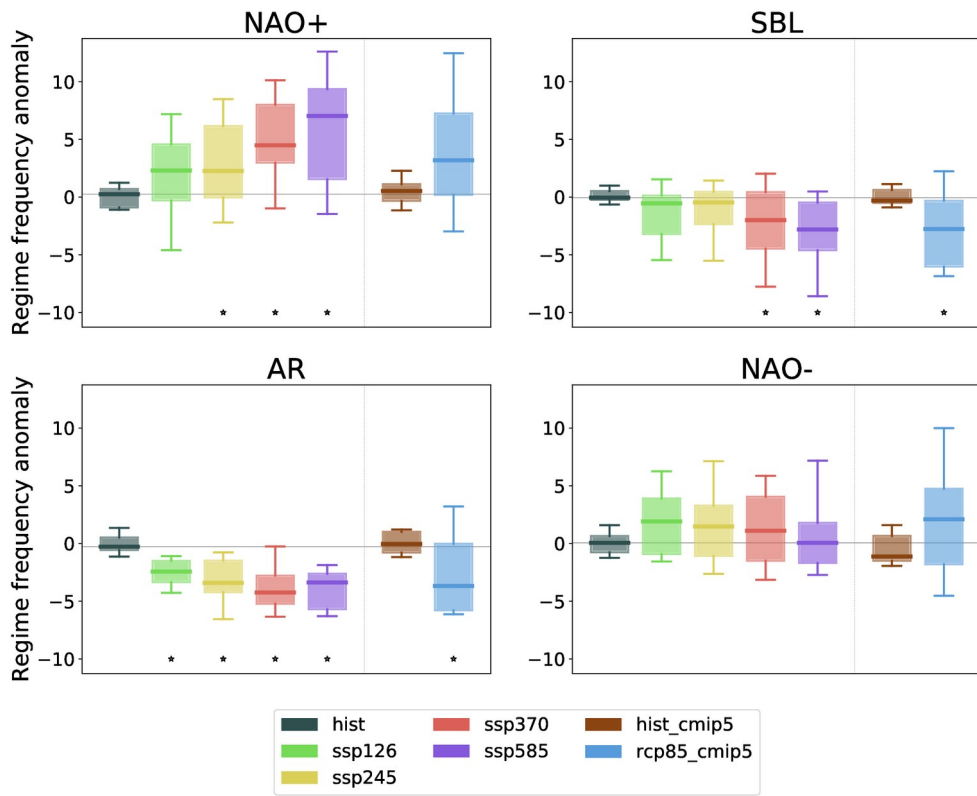 NAO+ SBL
Regime frequency anomaly
10 10
5 5
0 0
−5 −5
−10 −10
* * * * * *
AR NAO-
Regime frequency anomaly
10 10
5 5
0 0
−5 −5
−10 −10
* * * * *
hist ssp370 hist_cmip5
ssp126 ssp585 rcp85_cmip5
ssp245